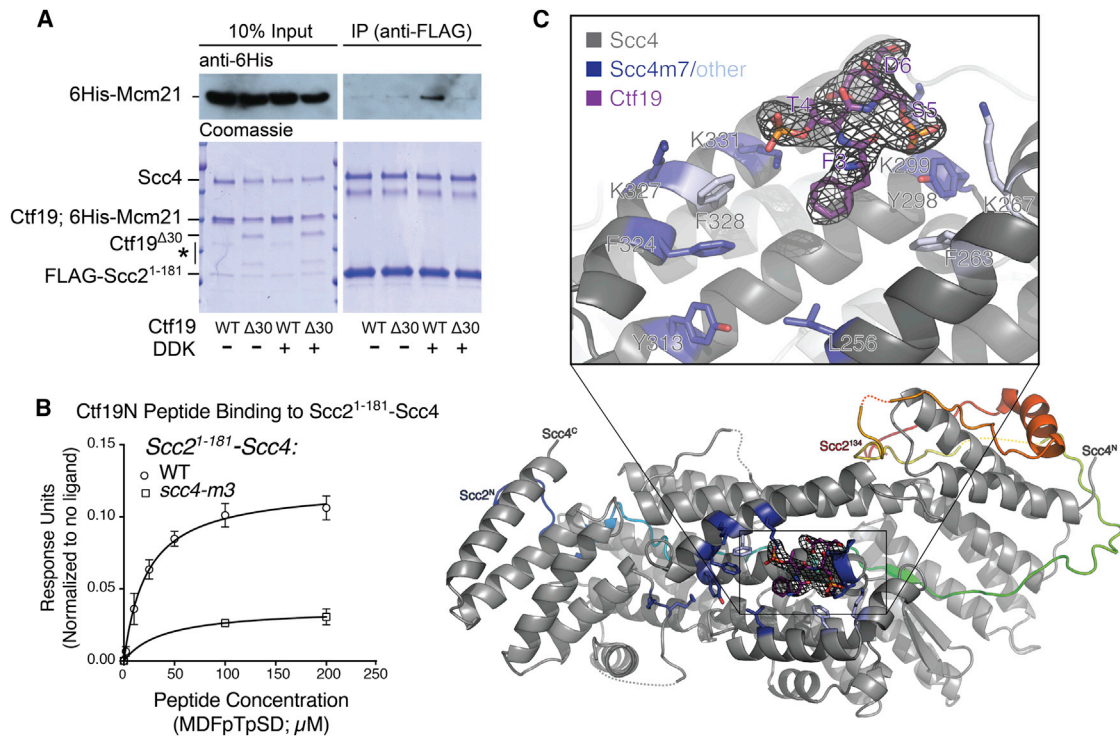 A
10% Input IP (anti-FLAG)
anti-6His
6His-Mcm21
Coomassie
Scc4
Ctf19; 6His-Mcm21
Ctf19Δ30
*
FLAG-Scc21-181
Ctf19 WT Δ30 WT Δ30 WT Δ30 WT Δ30
DDK – – + + – – + +
B
Ctf19N Peptide Binding to Scc21-181-Scc4
Scc21-181-Scc4:
WT
scc4-m3
Response Units
(Normalized to no ligand)
0.15
0.10
0.05
0.00
0 50 100 150 200 250
Peptide Concentration
(MDFpTpSD; µM)
C
Scc4
Scc4m7/other
Ctf19
D6
T4
S5
K331
K299
K327
Y298
K267
F328
F324
F263
Y313
L256
Scc4C
Scc2134
Scc4N
Scc2N